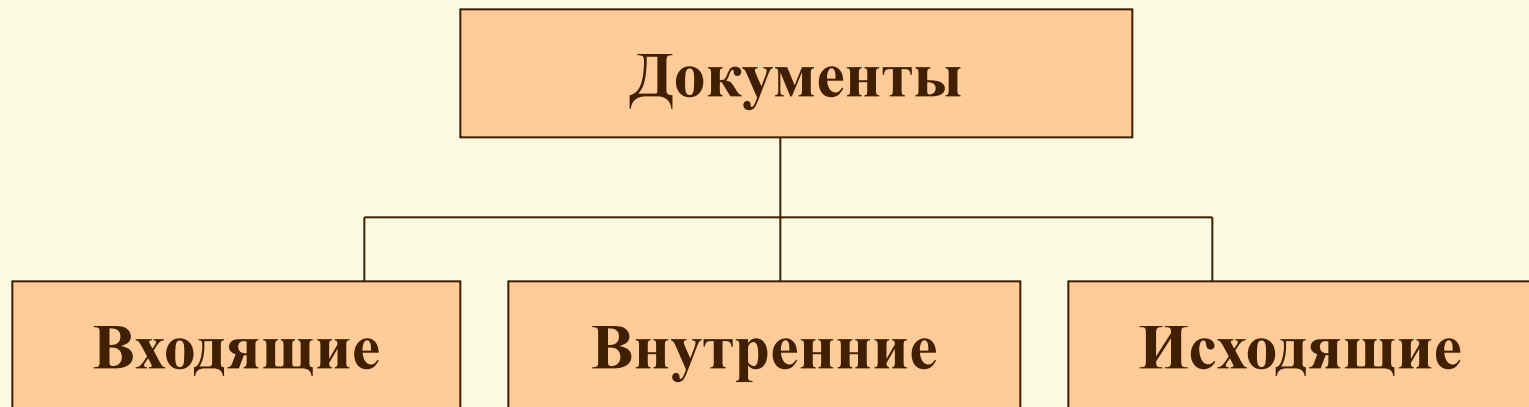 Документы
Входящие
Внутренние
Исходящие